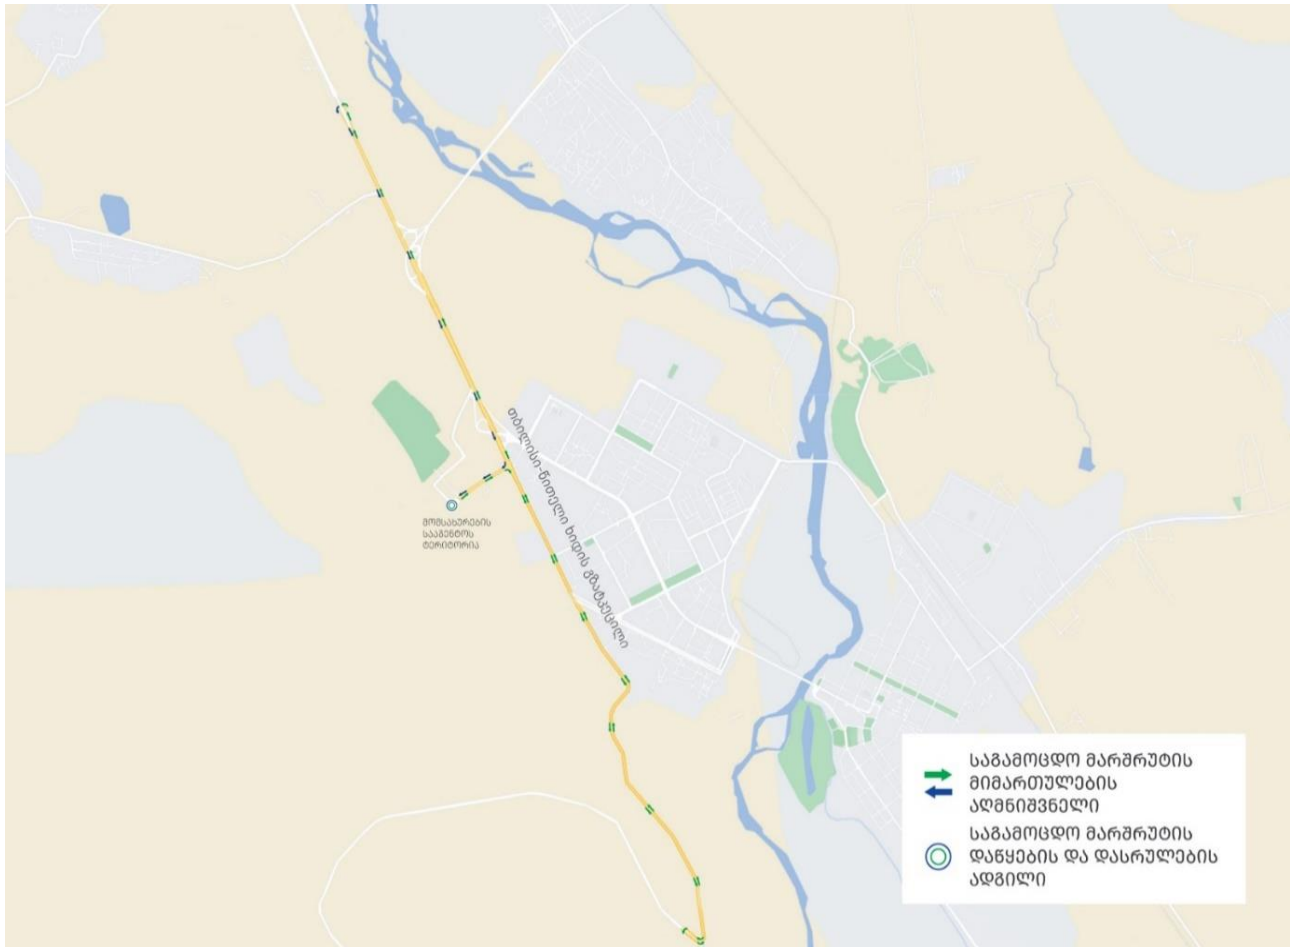 თბილისი-წითელი ხიდის გზატკეცილი
მომსახურების
სააგენტოს
ტერიტორია
საგამოცდო მარშრუტის
მიმართულების
აღმნიშვნელი
საგამოცდო მარშრუტის
დაწყების და დასრულების
ადგილი